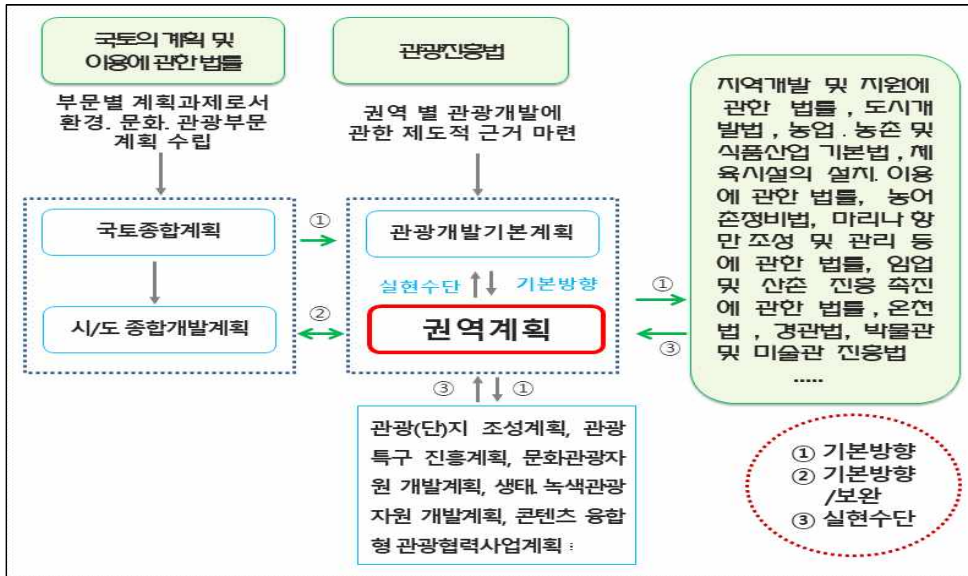 국토의 계획 및
이용에 관한 법률
관광진흥법
부문별 계획과제로서
환경. 문화. 관광부문
계획 수립
권역 별 관광개발에
관한 제도적 근거 마련
지역개발 및 지원에
관한 법률 , 도시개
발법 , 농업 . 농촌 및
식품산업 기본법 , 체
육시설의 설치. 이용
에 관한 법률, 농어
촌정비법, 마리나 항
만 조성 및 관리 등
에 관한 법률, 임업
및 산촌 진흥 촉진
에 관한 법률 , 온천
법 , 경관법, 박물관
및 미술관 진흥법
.....
국토종합계획
①
관광개발기본계획
실현수단
기본방향
①
시/도 종합개발계획
②
권역계획
③
③
①
관광(단)지 조성계획, 관광
특구 진흥계획, 문화관광자
원 개발계획, 생태. 녹색관광
자원 개발계획, 콘텐츠 융합
형 관광협력사업계획 :
① 기본방향
② 기본방향
/보완
③ 실현수단